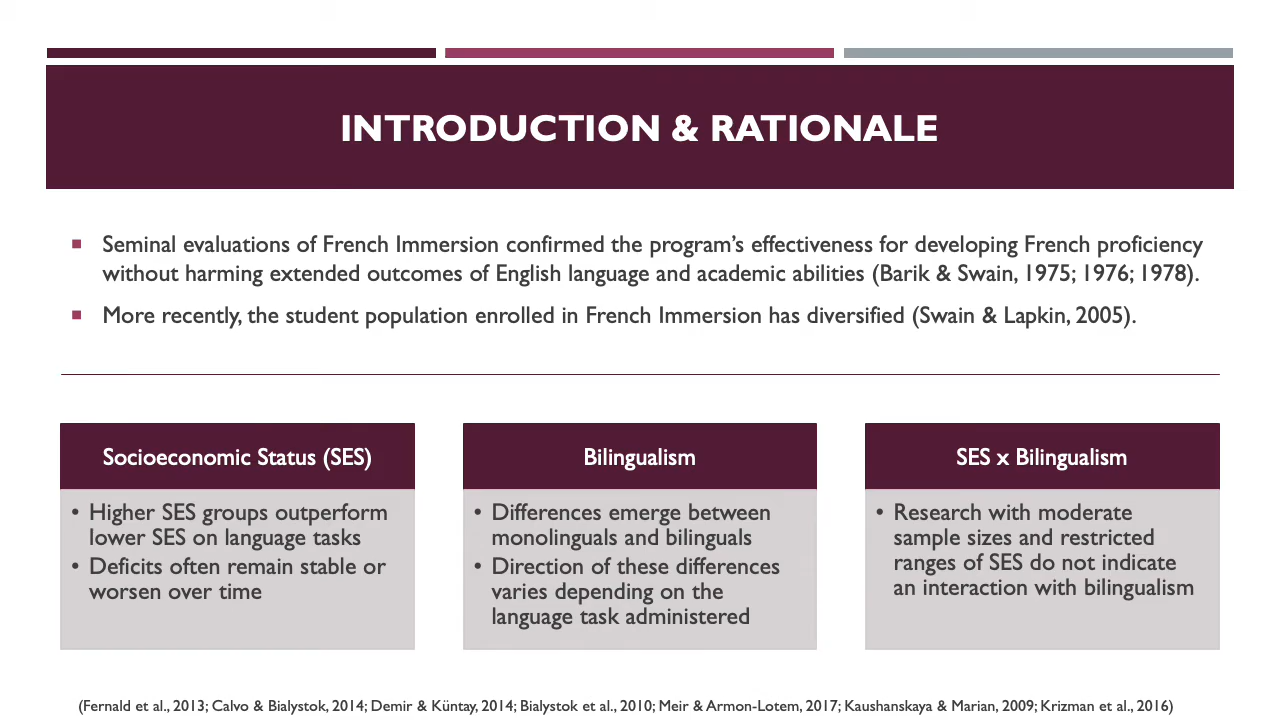 INTRODUCTION & RATIONALE
▪ Seminal evaluations of French Immersion confirmed the program’s effectiveness for developing French proficiency
without harming extended outcomes of English language and academic abilities (Barik & Swain, 1975; 1976; 1978).
▪ More recently, the student population enrolled in French Immersion has diversified (Swain & Lapkin, 2005).
Socioeconomic Status (SES)
• Higher SES groups outperform
lower SES on language tasks
• Deficits often remain stable or
worsen over time
Bilingualism
• Differences emerge between
monolinguals and bilinguals
• Direction of these differences
varies depending on the
language task administered
SES x Bilingualism
• Research with moderate
sample sizes and restricted
ranges of SES do not indicate
an interaction with bilingualism
(Fernald et al., 2013; Calvo & Bialystok, 2014; Demir & Küntay, 2014; Bialystok et al., 2010; Meir & Armon-Lotem, 2017; Kaushanskaya & Marian, 2009; Krizman et al., 2016)